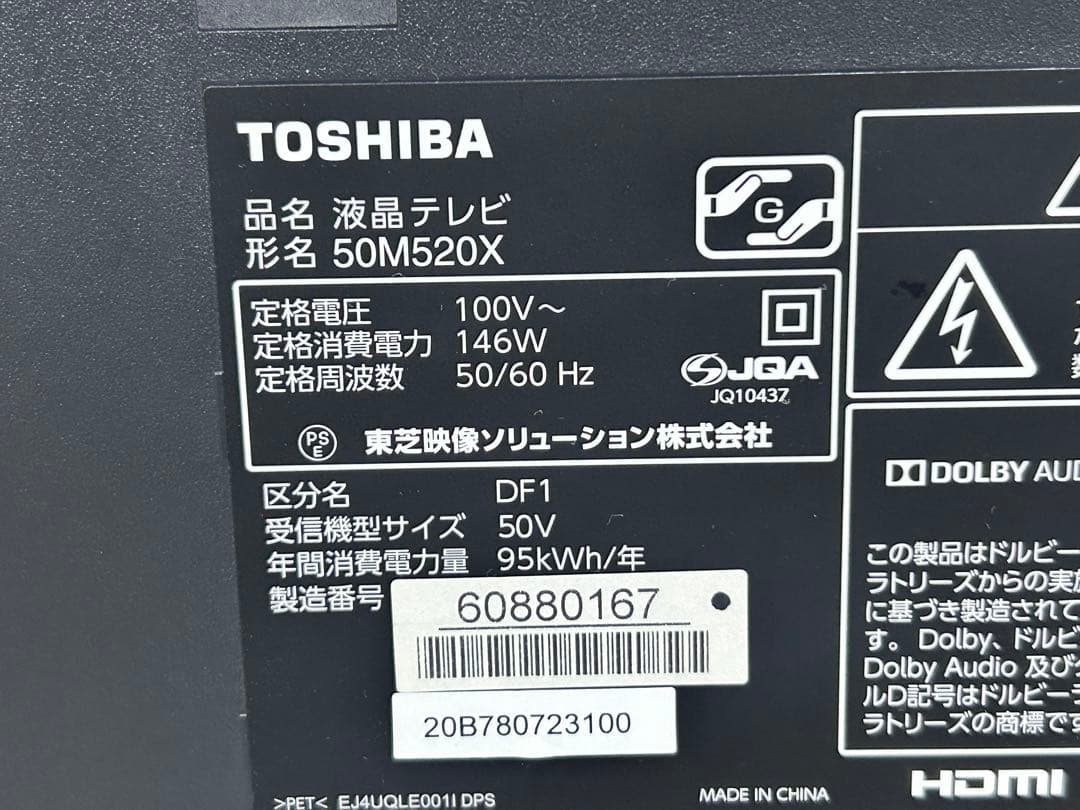 TOSHIBA
品名 液晶テレビ
形名 50M520X
G
定格電圧 100V～
定格消費電力 146W
定格周波数 50/60 Hz
JQA
JQ10437
PS
E
東芝映像ソリューション株式会社
区分名 DF1
受信機型サイズ 50V
年間消費電力量 95kWh/年
製造番号 60880167
20B780723100
>PET< EJ4UQLE001I DPS
MADE IN CHINA
DOLBY AUD
この製品はドルビー
ラトリーズからの実施
に基づき製造されて
す。Dolby、ドルビ
Dolby Audio 及び
ルD記号はドルビー
ラトリーズの商標です
HDMI